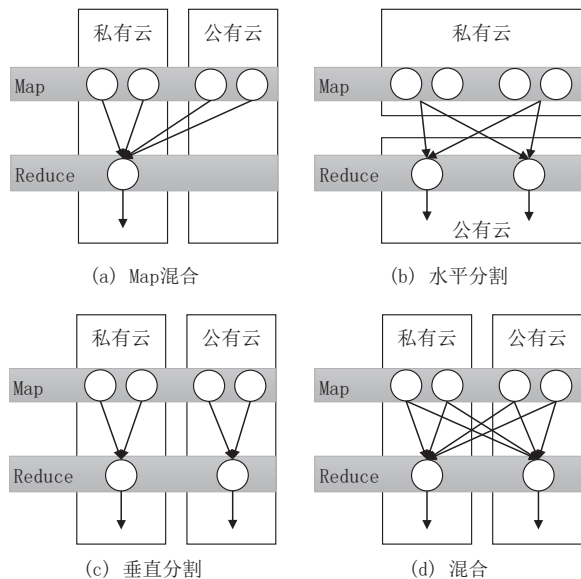 私有云 公有云
Map
Reduce
(a) Map混合
私有云
Map
Reduce
公有云
(b) 水平分割
私有云 公有云
Map
Reduce
(c) 垂直分割
私有云 公有云
Map
Reduce
(d) 混合